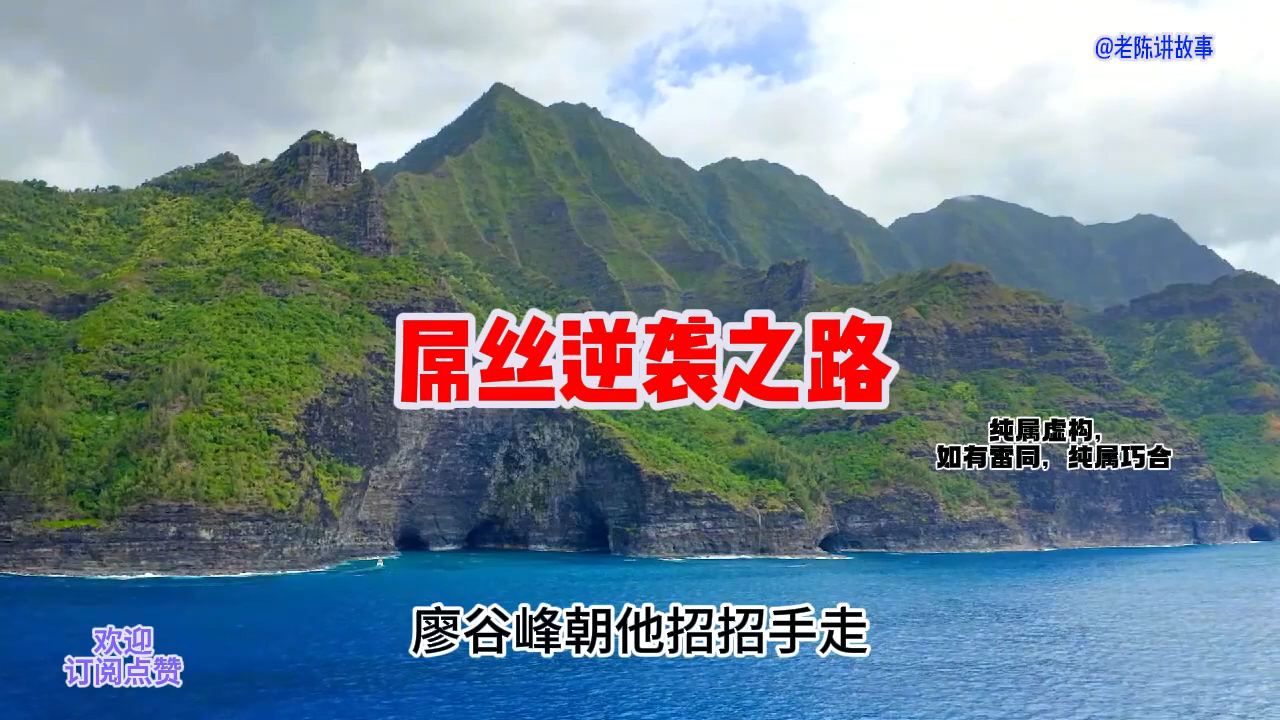 @老陈讲故事
屌丝逆袭之路
纯属虚构，
如有雷同，纯属巧合
廖谷峰朝他招招手走
欢迎
订阅点赞